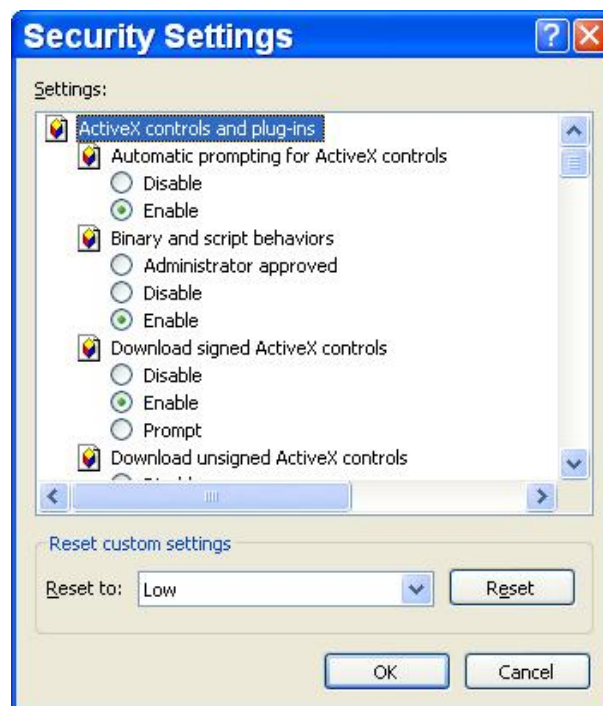 Security Settings
Settings:
ActiveX controls and plug-ins
Automatic prompting for ActiveX controls
Disable
Enable
Binary and script behaviors
Administrator approved
Disable
Enable
Download signed ActiveX controls
Disable
Enable
Prompt
Download unsigned ActiveX controls
Reset custom settings
Reset to: Low Reset
OK Cancel